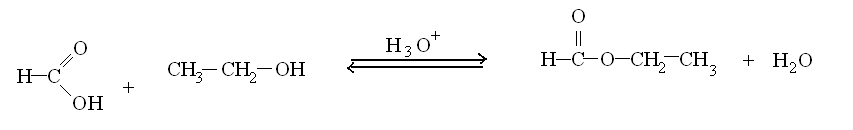 H–C(=O)–OH + CH₃–CH₂–OH ⇌ (H₃O⁺) H–C(=O)–O–CH₂–CH₃ + H₂O